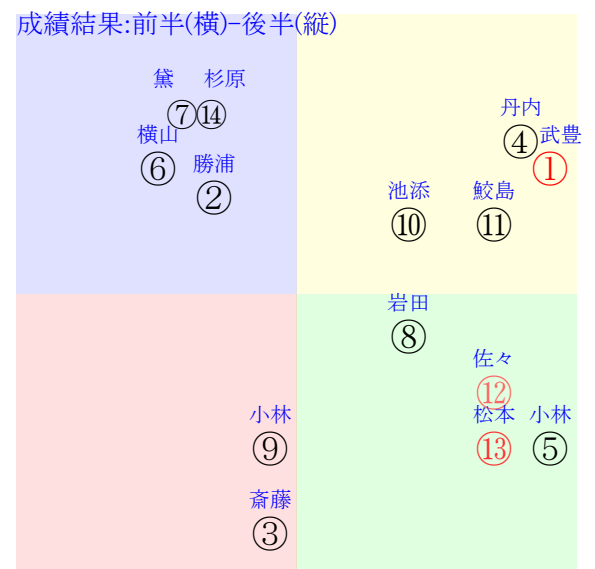 成績結果:前半(横)-後半(縦)
黛 杉原
⑦⑭
丹内
横山
④
武豊
勝浦
⑥
①
池添 鮫島
②
⑩ ⑪
岩田
⑧
佐々
⑫
小林 松本 小林
⑨ ⑬ ⑤
斎藤
③